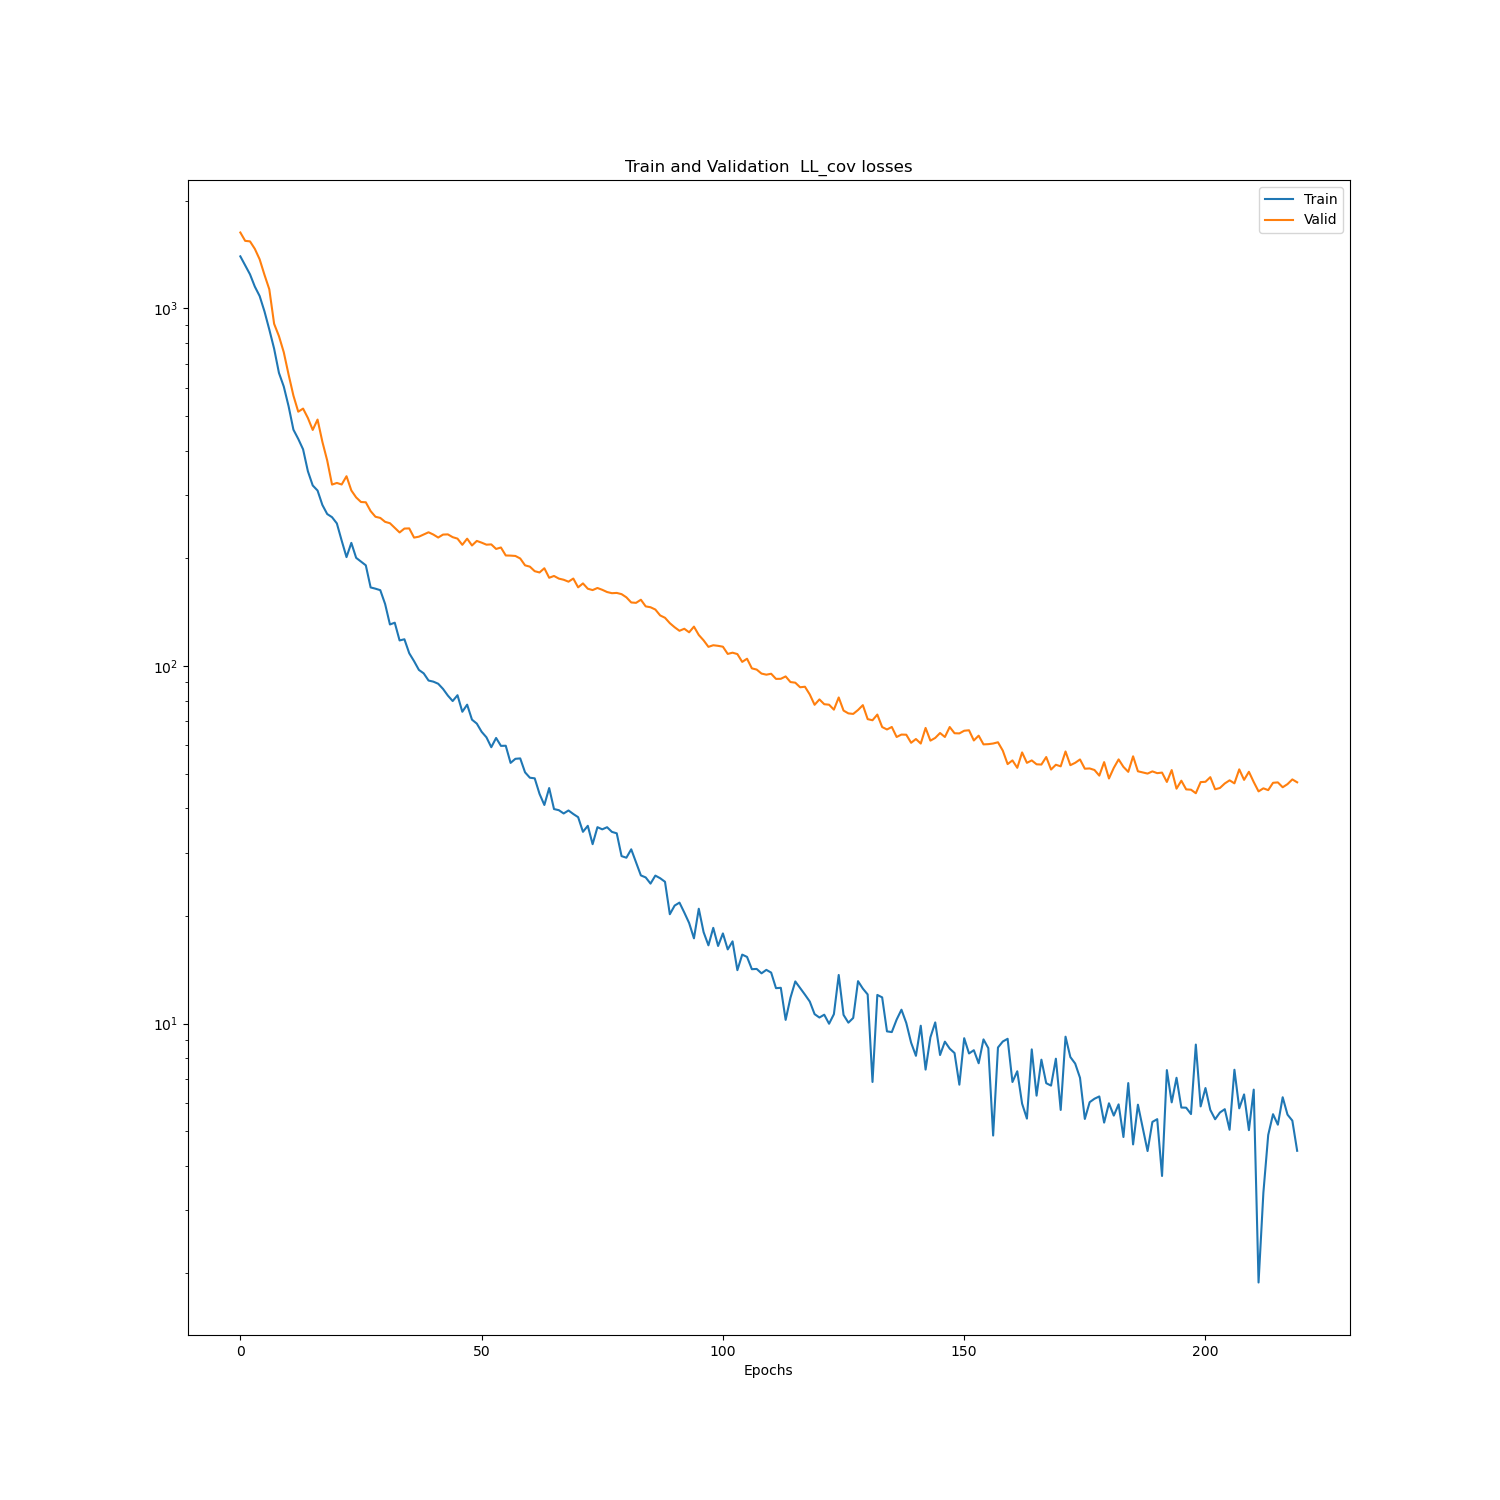 Train and Validation  LL_cov losses
Train
Valid
10³
10²
10¹
0 50 100 150 200
Epochs